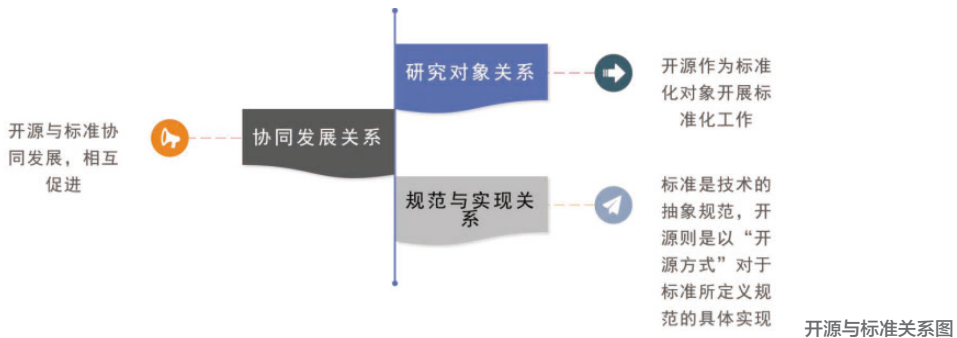 研究对象关系
开源作为标准
化对象开展标
准化工作
开源与标准协
同发展，相互
促进
协同发展关系
规范与实现关
系
标准是技术的
抽象规范，开
源则是以“开
源方式”对于
标准所定义规
范的具体实现
开源与标准关系图